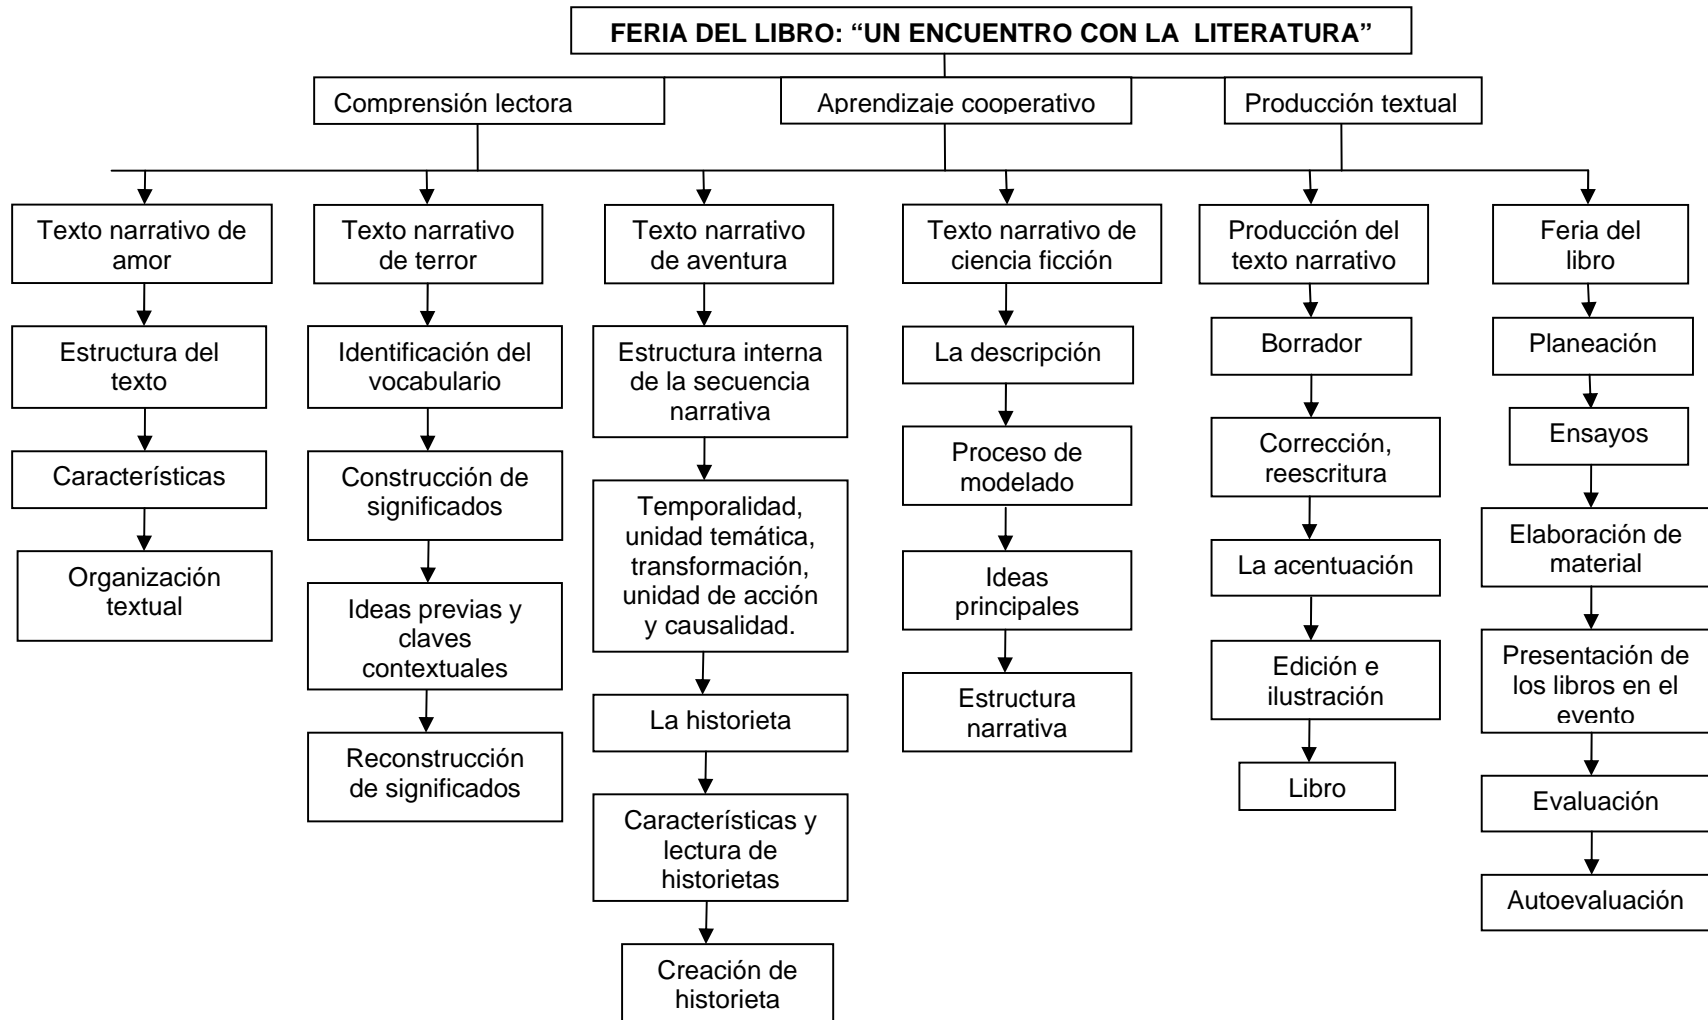 FERIA DEL LIBRO: “UN ENCUENTRO CON LA LITERATURA”
Comprensión lectora
Aprendizaje cooperativo
Producción textual
Texto narrativo de
amor
Estructura del
texto
Características
Organización
textual
Texto narrativo
de terror
Identificación del
vocabulario
Construcción de
significados
Ideas previas y
claves
contextuales
Reconstrucción
de significados
Texto narrativo
de aventura
Estructura interna
de la secuencia
narrativa
Temporalidad,
unidad temática,
transformación,
unidad de acción
y causalidad.
La historieta
Características y
lectura de
historietas
Creación de
historieta
Texto narrativo de
ciencia ficción
La descripción
Proceso de
modelado
Ideas
principales
Estructura
narrativa
Producción del
texto narrativo
Borrador
Corrección,
reescritura
La acentuación
Edición e
ilustración
Libro
Feria del
libro
Planeación
Ensayos
Elaboración de
material
Presentación de
los libros en el
evento
Evaluación
Autoevaluación